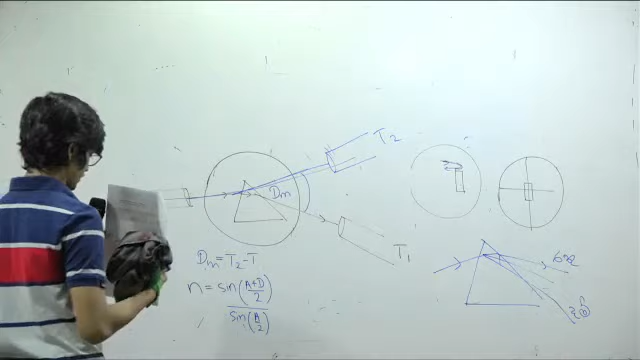 T2
Dm
T1
Dm = T2 - T
n = sin(A+D/2)
sin(A/2)